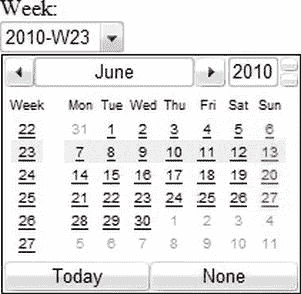 Week:
2010-W23
June 2010
Week Mon Tue Wed Thu Fri Sat Sun
22 31 1 2 3 4 5 6
23 7 8 9 10 11 12 13
24 14 15 16 17 18 19 20
25 21 22 23 24 25 26 27
26 28 29 30 1 2 3 4
27 5 6 7 8 9 10 11
Today None